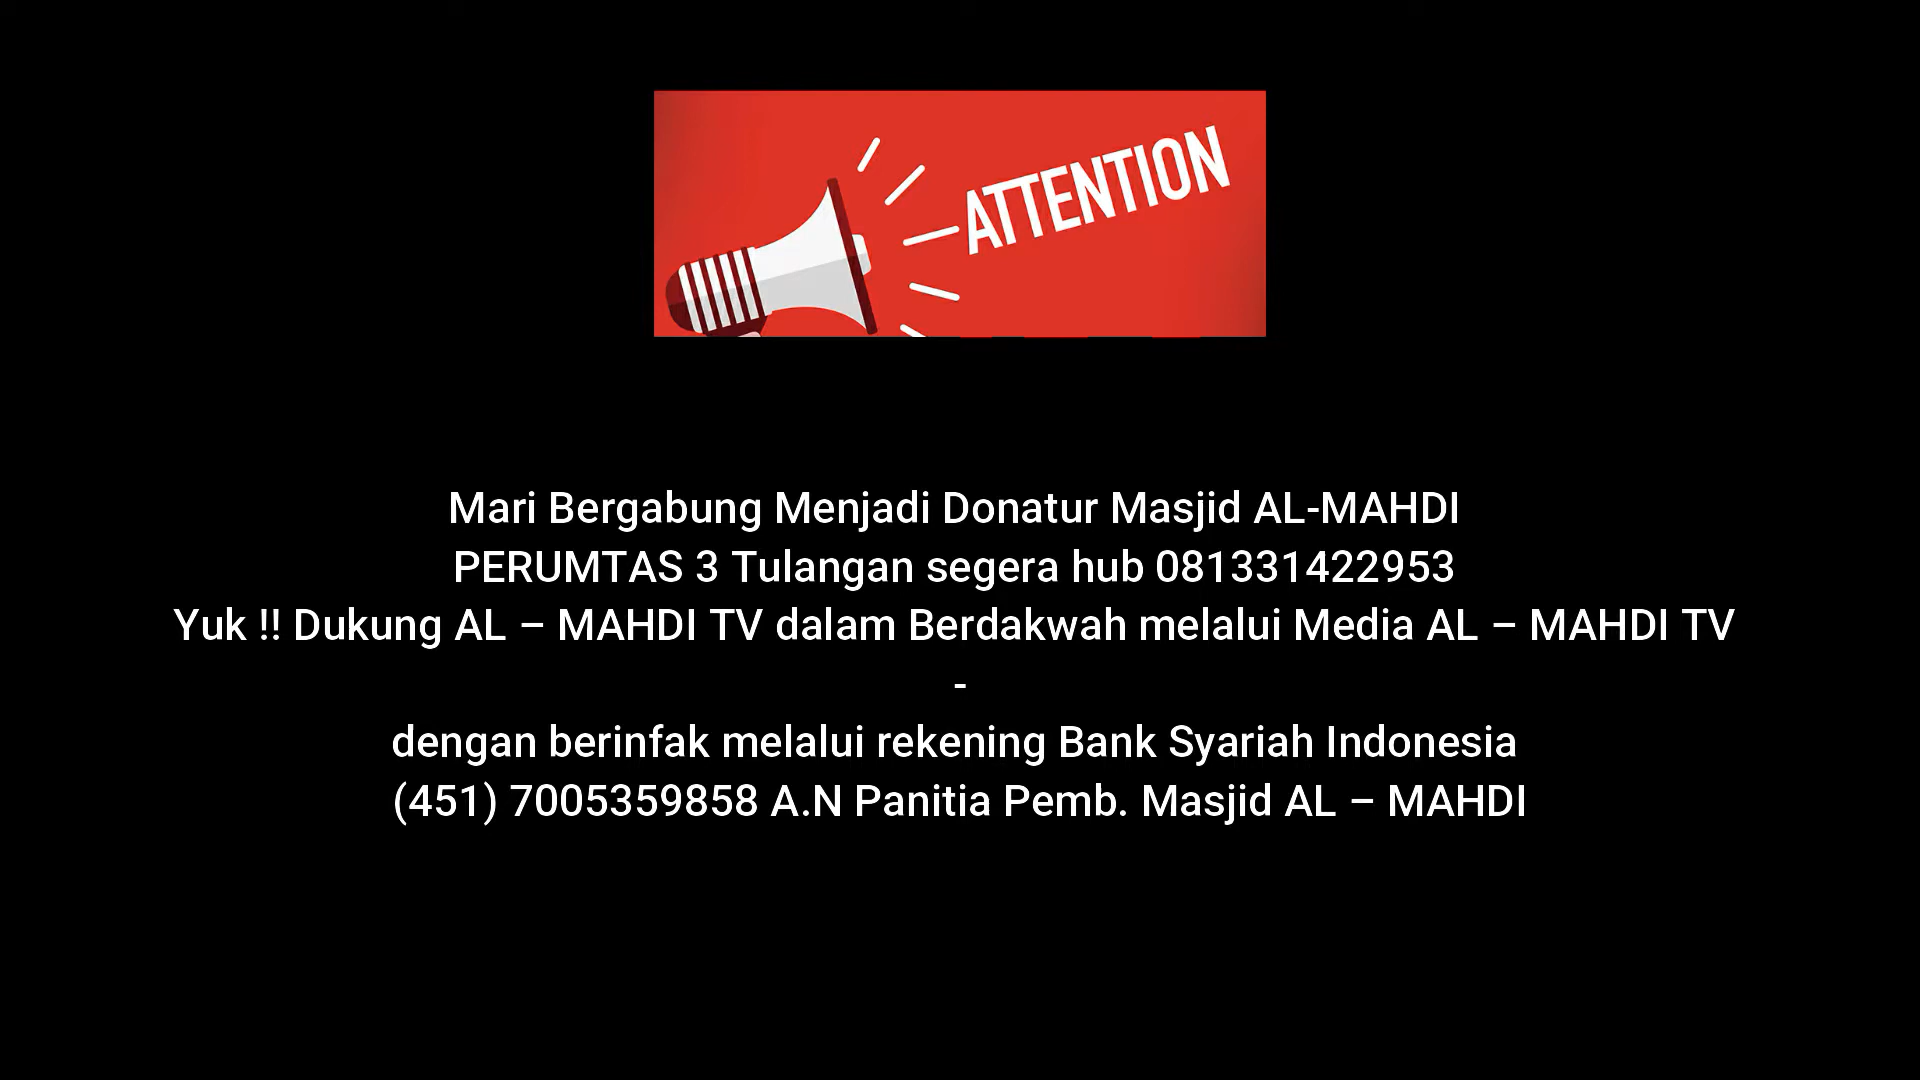 ATTENTION
Mari Bergabung Menjadi Donatur Masjid AL-MAHDI
PERUMTAS 3 Tulangan segera hub 081331422953
Yuk !! Dukung AL – MAHDI TV dalam Berdakwah melalui Media AL – MAHDI TV
-
dengan berinfak melalui rekening Bank Syariah Indonesia
(451) 7005359858 A.N Panitia Pemb. Masjid AL – MAHDI